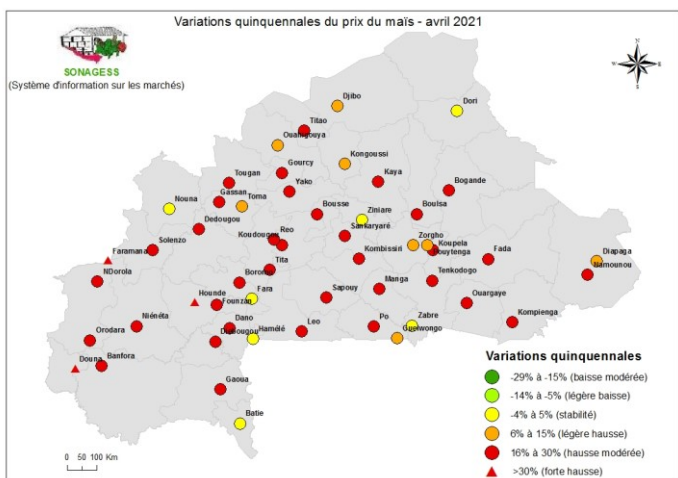 Variations quinquennales du prix du maïs - avril 2021
SONAGESS
(Système d'information sur les marchés)
N
Djibo
Dori
Titao
Ouahigouya
Kongoussi
Gourcy
Kaya
Tougan
Yako
Bogande
Gassan
Toma
Nouna
Bousse
Ziniare
Boulsa
Dedougou
Sankaryaré
Zorgho
Koudougou
Reo
Koupela
Pouytenga
Solenzo
Faramana
Kombissiri
Fada
Diapaga
Namounou
NDorola
Tita
Boromo
Fara
Manga
Tenkodogo
Hounde
Founzan
Sapouy
Ouargaye
Niénéta
Dano
Hamélé
Leo
Po
Zabre
Kompienga
Orodara
Diebougou
Guelwongo
Douna
Banfora
Gaoua
Batie
Variations quinquennales
-29% à -15% (baisse modérée)
-14% à -5% (légère baisse)
-4% à 5% (stabilité)
6% à 15% (légère hausse)
16% à 30% (hausse modérée)
>30% (forte hausse)
0 50 100 Km